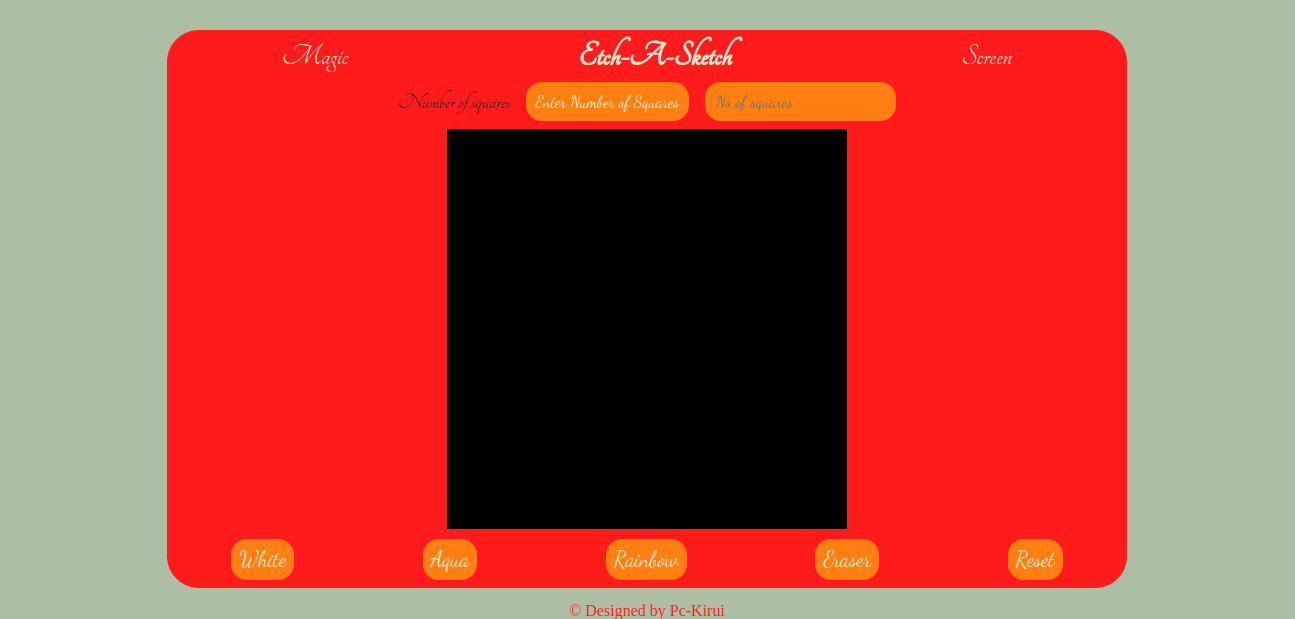 Magic Etch-A-Sketch Screen
Number of squares Enter Number of Squares No of squares
White Aqua Rainbow Eraser Reset
© Designed by Pc-Kirui